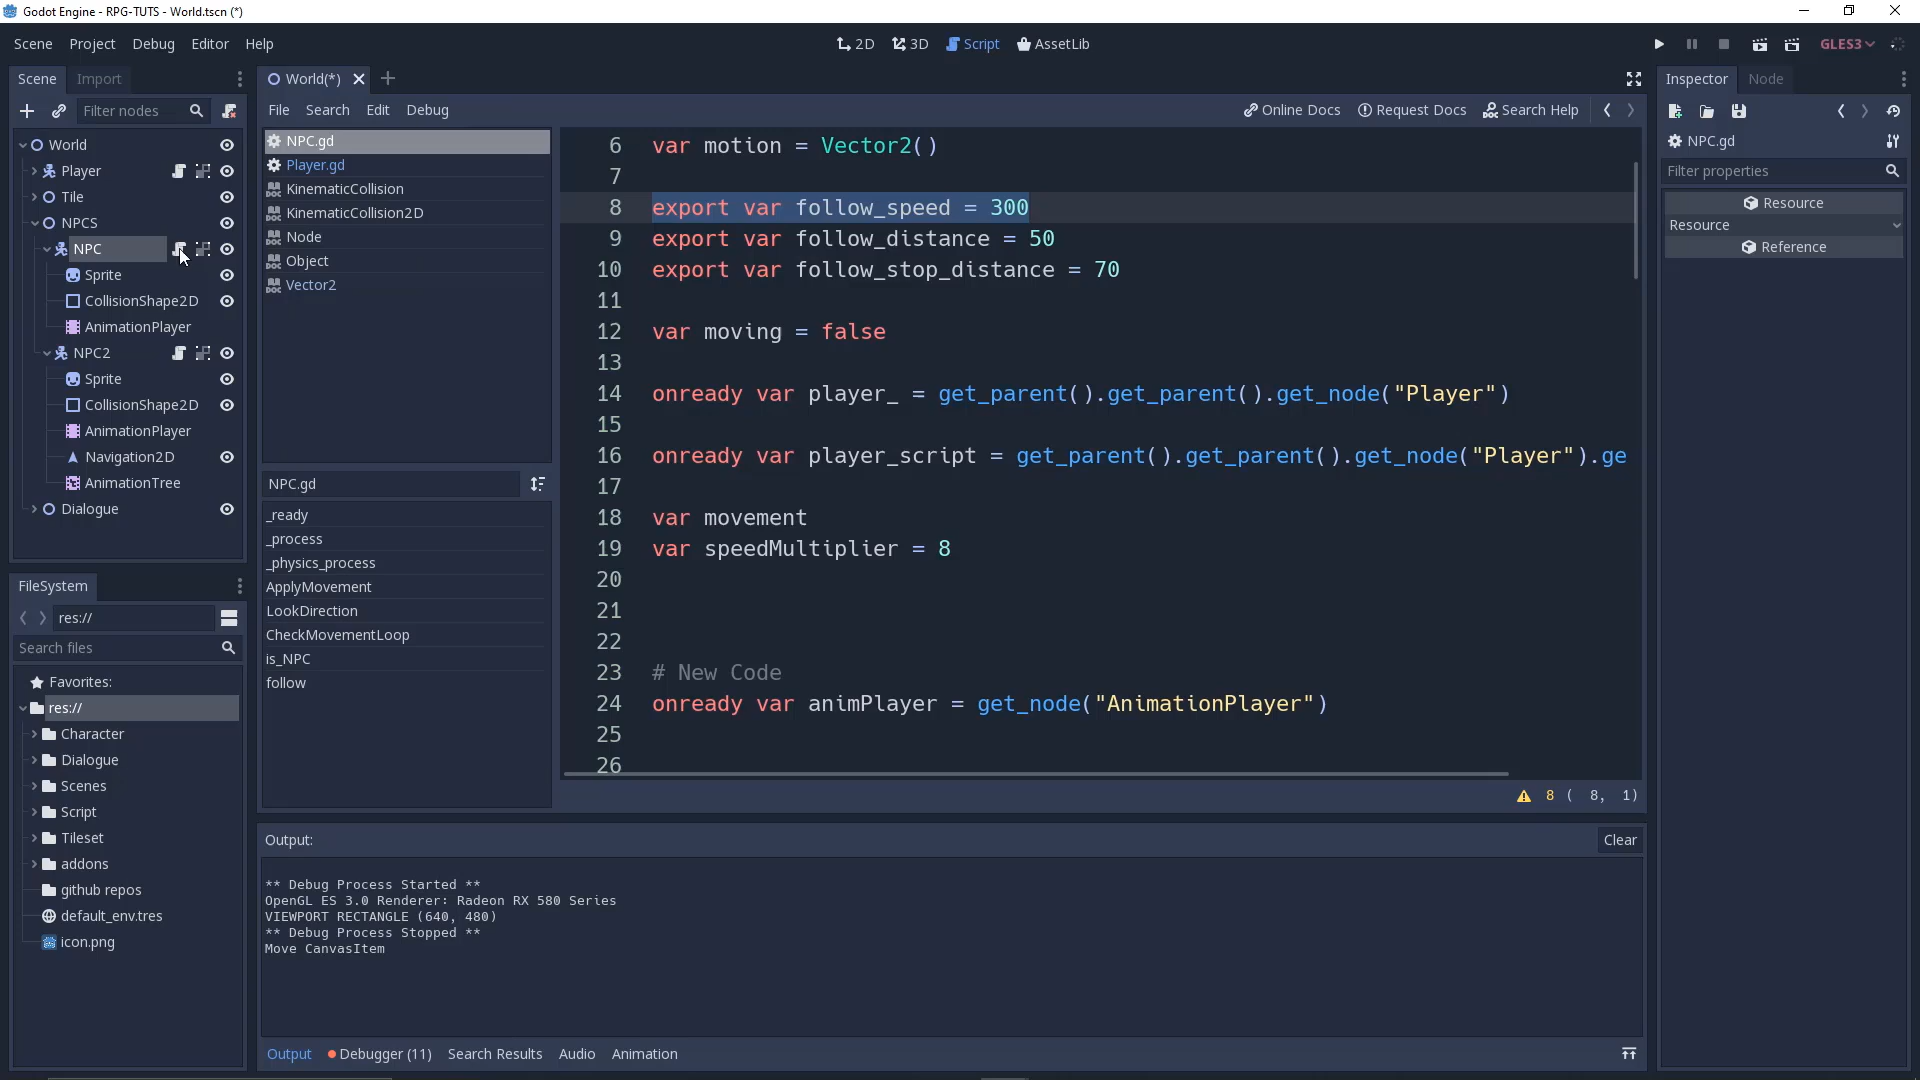 Godot Engine - RPG-TUTS - World.tscn (*)
Scene Project Debug Editor Help
2D 3D Script AssetLib
GLES3
Scene Import
Filter nodes
World
Player
Tile
NPCS
NPC
Sprite
CollisionShape2D
AnimationPlayer
NPC2
Sprite
CollisionShape2D
AnimationPlayer
Navigation2D
AnimationTree
Dialogue
FileSystem
res://
Search files
Favorites:
res://
Character
Dialogue
Scenes
Script
Tileset
addons
github repos
default_env.tres
icon.png
World(*)
File Search Edit Debug
Online Docs Request Docs Search Help
NPC.gd
Player.gd
KinematicCollision
KinematicCollision2D
Node
Object
Vector2
NPC.gd
_ready
_process
_physics_process
ApplyMovement
LookDirection
CheckMovementLoop
is_NPC
follow
6 var motion = Vector2()
7
8 export var follow_speed = 300
9 export var follow_distance = 50
10 export var follow_stop_distance = 70
11
12 var moving = false
13
14 onready var player_ = get_parent().get_parent().get_node("Player")
15
16 onready var player_script = get_parent().get_parent().get_node("Player").ge
17
18 var movement
19 var speedMultiplier = 8
20
21
22
23 # New Code
24 onready var animPlayer = get_node("AnimationPlayer")
25
26
8 ( 8, 1)
Output:
Clear
** Debug Process Started **
OpenGL ES 3.0 Renderer: Radeon RX 580 Series
VIEWPORT RECTANGLE (640, 480)
** Debug Process Stopped **
Move CanvasItem
Output Debugger (11) Search Results Audio Animation
Inspector Node
NPC.gd
Filter properties
Resource
Resource
Reference